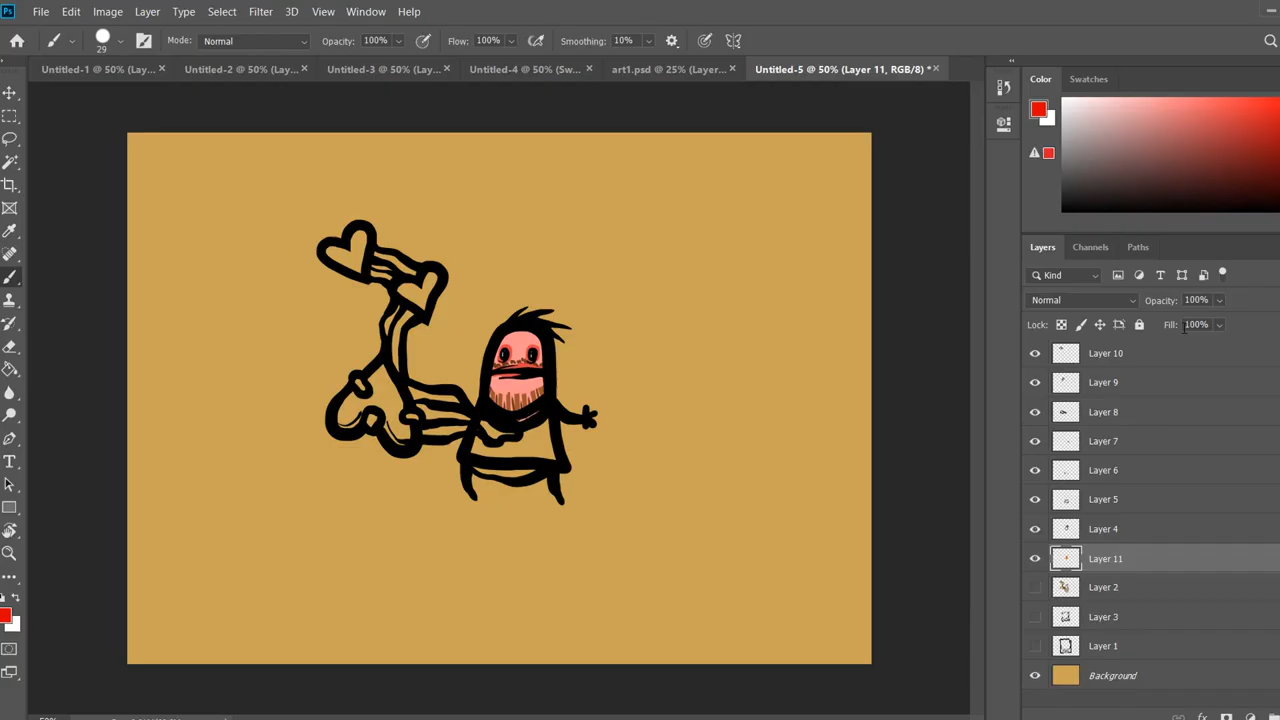 Ps File Edit Image Layer Type Select Filter 3D View Window Help
29 Mode: Normal Opacity: 100% Flow: 100% Smoothing: 10%
Untitled-1 @ 50% (Lay... × Untitled-2 @ 50% (Lay... × Untitled-3 @ 50% (Lay... × Untitled-4 @ 50% (Sw... × art1.psd @ 25% (Layer... × Untitled-5 @ 50% (Layer 11, RGB/8) * ×
Color Swatches
Layers Channels Paths
Kind
Normal Opacity: 100%
Lock: Fill: 100%
Layer 10
Layer 9
Layer 8
Layer 7
Layer 6
Layer 5
Layer 4
Layer 11
Layer 2
Layer 3
Layer 1
Background